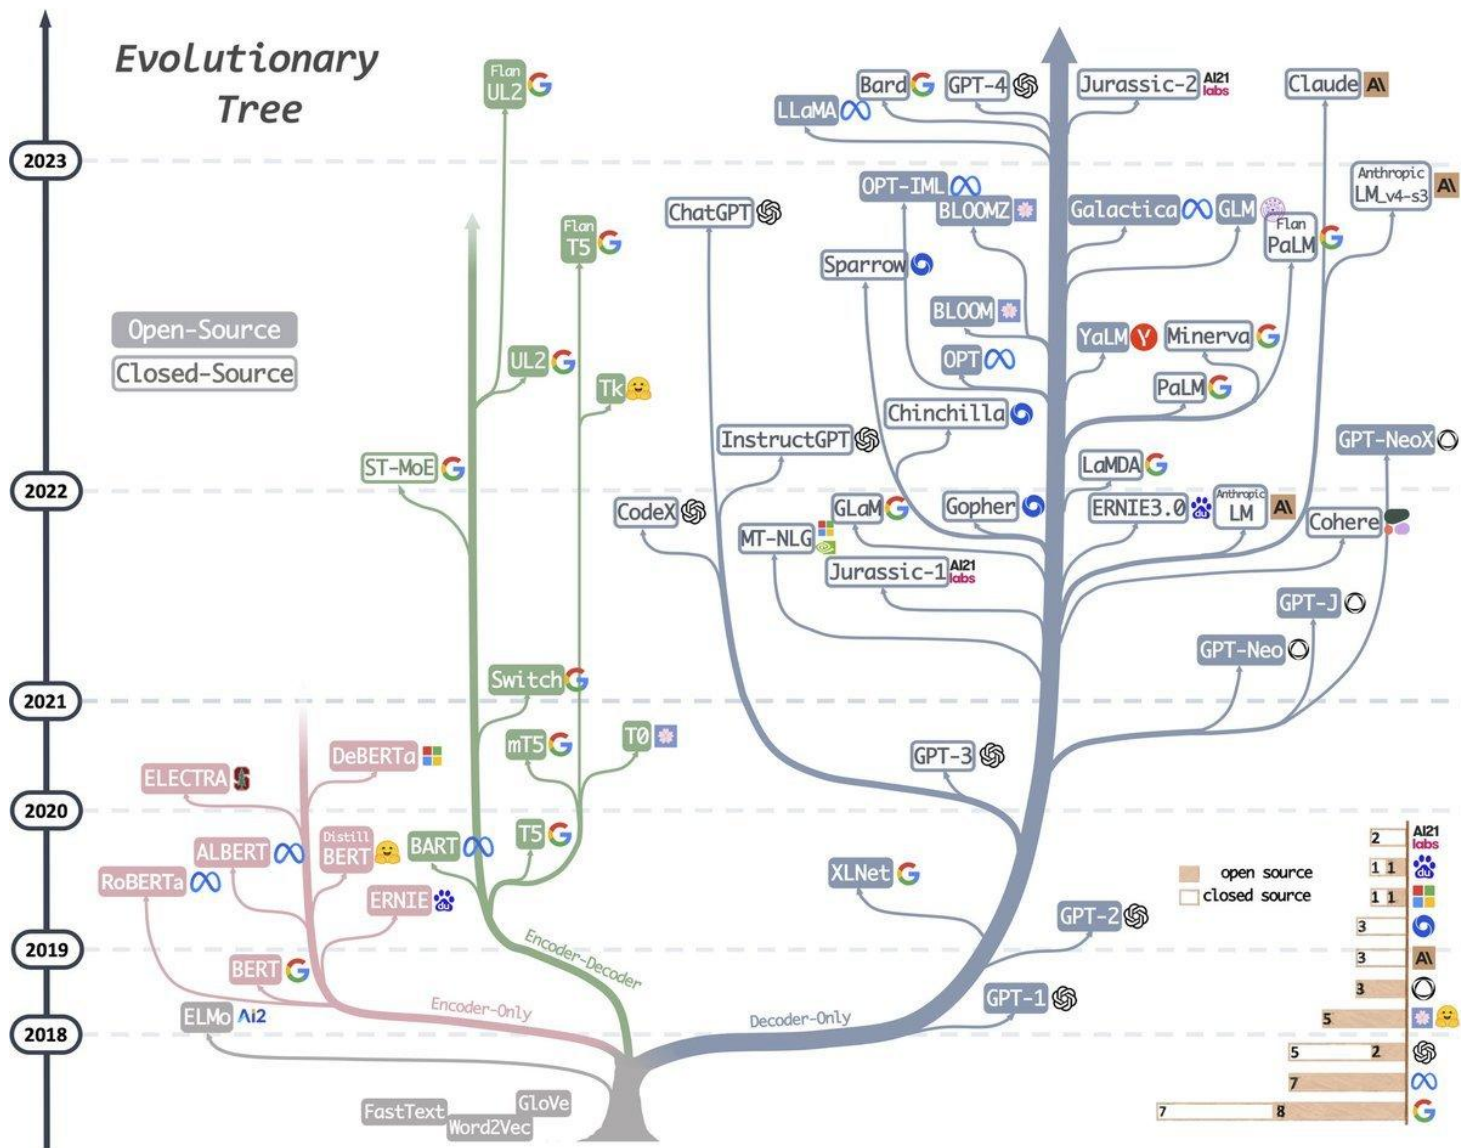 Evolutionary
Tree
2023
2022
2021
2020
2019
2018
Open-Source
Closed-Source
Flan
UL2
Flan
T5
UL2
Tk
ST-MoE
Switch
mT5
T0
BART
T5
Encoder-Decoder
DeBERTa
ELECTRA
ALBERT
Distill
BERT
RoBERTa
ERNIE
du
BERT
Encoder-Only
ELMo
Ai2
FastText
Word2Vec
GloVe
LLaMA
Bard
GPT-4
Jurassic-2
AI21
labs
Claude
A\
OPT-IML
BLOOMZ
Galactica
GLM
Anthropic
LM_v4-s3
A\
ChatGPT
Flan
PaLM
Sparrow
BLOOM
OPT
YaLM
Y
Minerva
PaLM
Chinchilla
InstructGPT
GPT-NeoX
LaMDA
CodeX
GLaM
Gopher
ERNIE3.0
du
Anthropic
LM
A\
Cohere
MT-NLG
Jurassic-1
AI21
labs
GPT-J
GPT-Neo
GPT-3
XLNet
GPT-2
GPT-1
Decoder-Only
open source
closed source
2
AI21
labs
1 1
du
1 1
3
3
A\
3
5
5 2
7
7 8